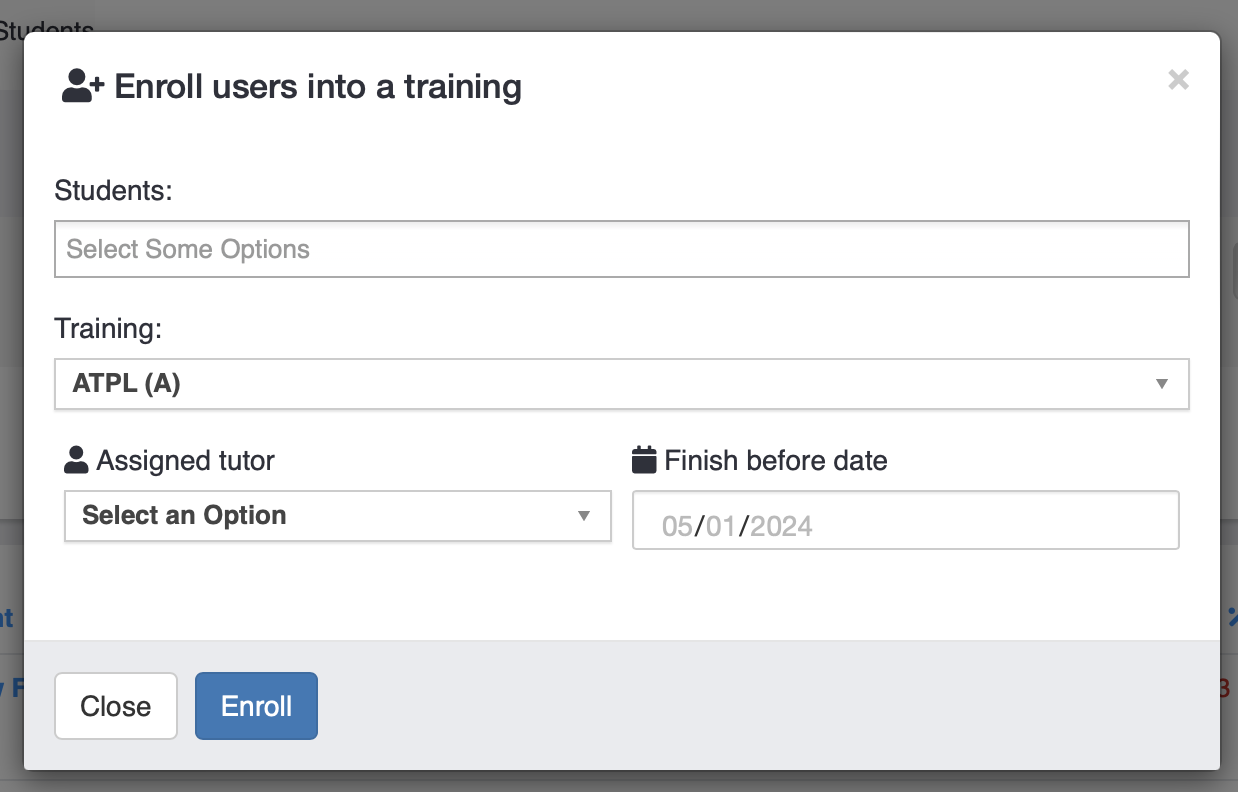 Students
Enroll users into a training
×
Students:
Select Some Options
Training:
ATPL (A)
Assigned tutor
Finish before date
Select an Option
05/01/2024
Close
Enroll